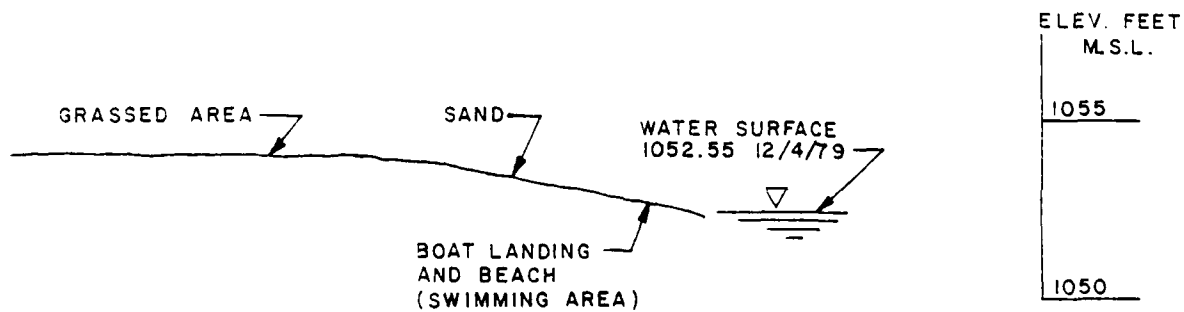 ELEV. FEET
M.S.L.
1055
GRASSED AREA
SAND
WATER SURFACE
1052.55 12/4/79
BOAT LANDING
AND BEACH
(SWIMMING AREA)
1050